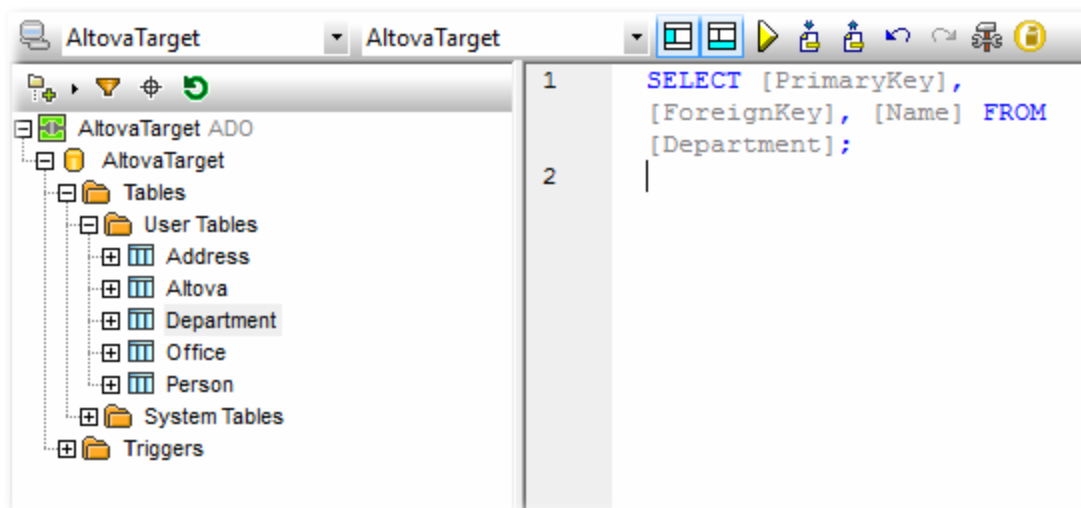 AltovaTarget AltovaTarget
AltovaTarget ADO
AltovaTarget
Tables
User Tables
Address
Altova
Department
Office
Person
System Tables
Triggers
1 SELECT [PrimaryKey],
[ForeignKey], [Name] FROM
[Department];
2